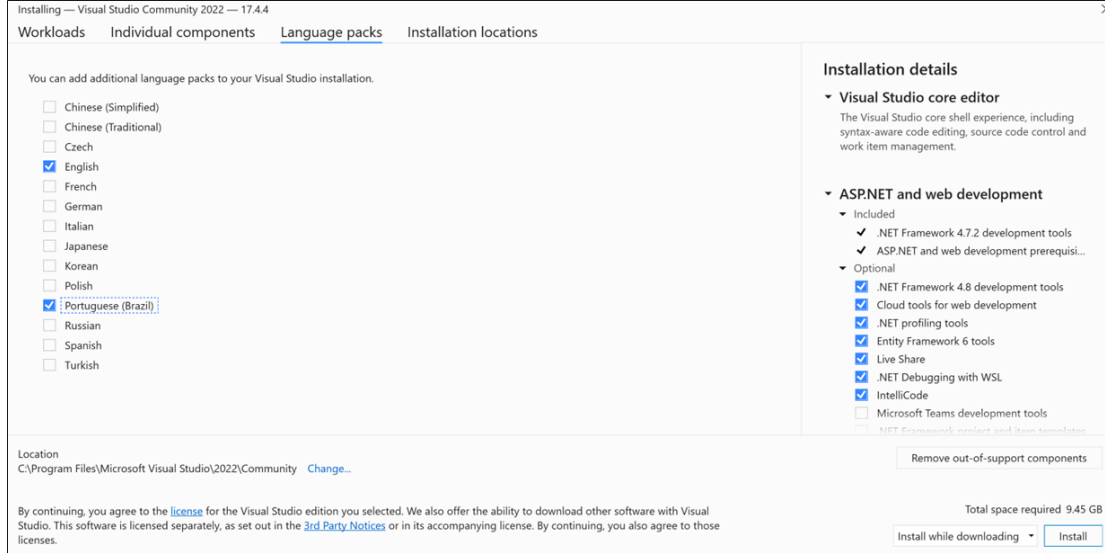 Installing — Visual Studio Community 2022 — 17.4.4
Workloads Individual components Language packs Installation locations
You can add additional language packs to your Visual Studio installation.
Chinese (Simplified)
Chinese (Traditional)
Czech
English
French
German
Italian
Japanese
Korean
Polish
Portuguese (Brazil)
Russian
Spanish
Turkish
Installation details
Visual Studio core editor
The Visual Studio core shell experience, including
syntax-aware code editing, source code control and
work item management.
ASP.NET and web development
Included
.NET Framework 4.7.2 development tools
ASP.NET and web development prerequisi...
Optional
.NET Framework 4.8 development tools
Cloud tools for web development
.NET profiling tools
Entity Framework 6 tools
Live Share
.NET Debugging with WSL
IntelliCode
Microsoft Teams development tools
.NET Framework project and item templates
Location
C:\Program Files\Microsoft Visual Studio\2022\Community Change...
Remove out-of-support components
By continuing, you agree to the license for the Visual Studio edition you selected. We also offer the ability to download other software with Visual
Studio. This software is licensed separately, as set out in the 3rd Party Notices or in its accompanying license. By continuing, you also agree to those
licenses.
Total space required 9.45 GB
Install while downloading Install